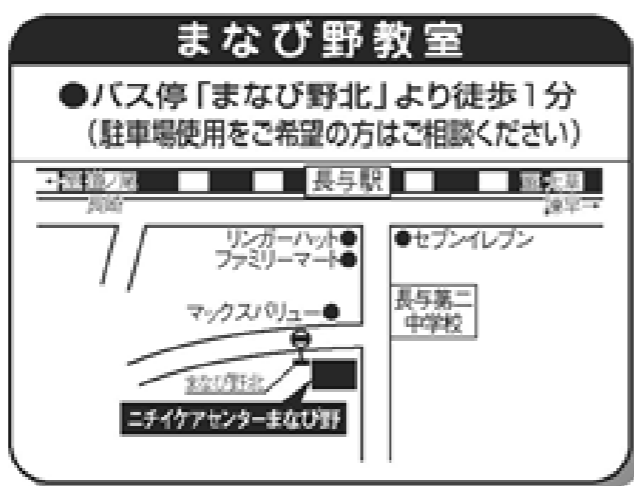 まなび野教室
●バス停「まなび野北」より徒歩1分
（駐車場使用をご希望の方はご相談ください）
長与駅
長崎
諫早→
リンガーハット●
●セブンイレブン
ファミリーマート●
マックスバリュー●
長与第二
中学校
まなび野北
ニチイケアセンターまなび野